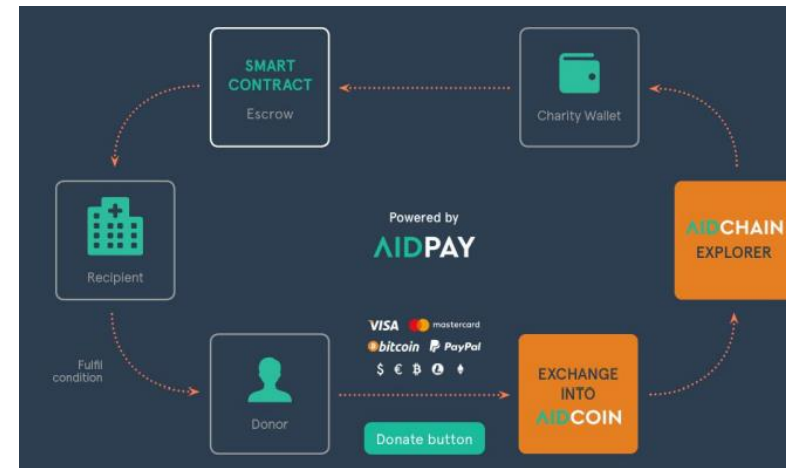 SMART
CONTRACT
Escrow
Charity Wallet
Recipient
Powered by
AIDPAY
AIDCHAIN
EXPLORER
Fulfil
condition
Donor
VISA mastercard
bitcoin PayPal
$ € ₿ Ł
Donate button
EXCHANGE
INTO
AIDCOIN